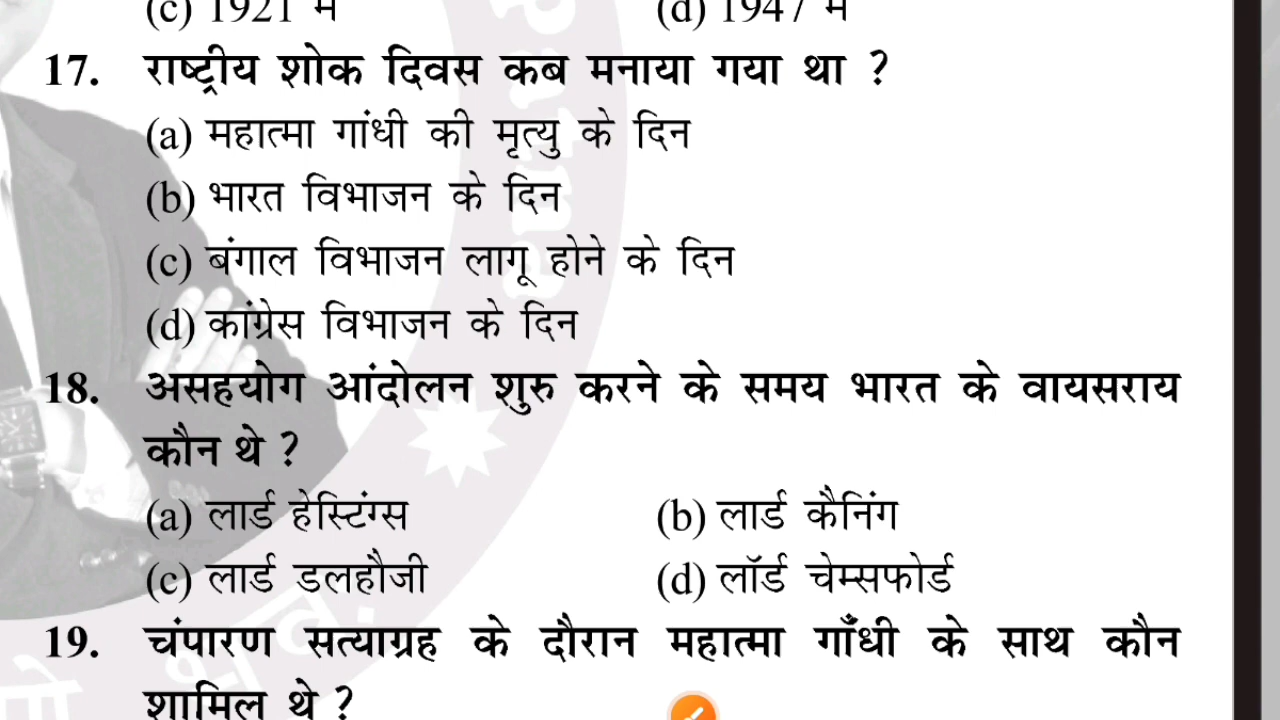 (c) 1921 में (d) 1947 में
17. राष्ट्रीय शोक दिवस कब मनाया गया था ?
(a) महात्मा गांधी की मृत्यु के दिन
(b) भारत विभाजन के दिन
(c) बंगाल विभाजन लागू होने के दिन
(d) कांग्रेस विभाजन के दिन
18. असहयोग आंदोलन शुरु करने के समय भारत के वायसराय
कौन थे ?
(a) लार्ड हेस्टिंग्स (b) लार्ड कैनिंग
(c) लार्ड डलहौजी (d) लॉर्ड चेम्सफोर्ड
19. चंपारण सत्याग्रह के दौरान महात्मा गाँधी के साथ कौन
शामिल थे ?